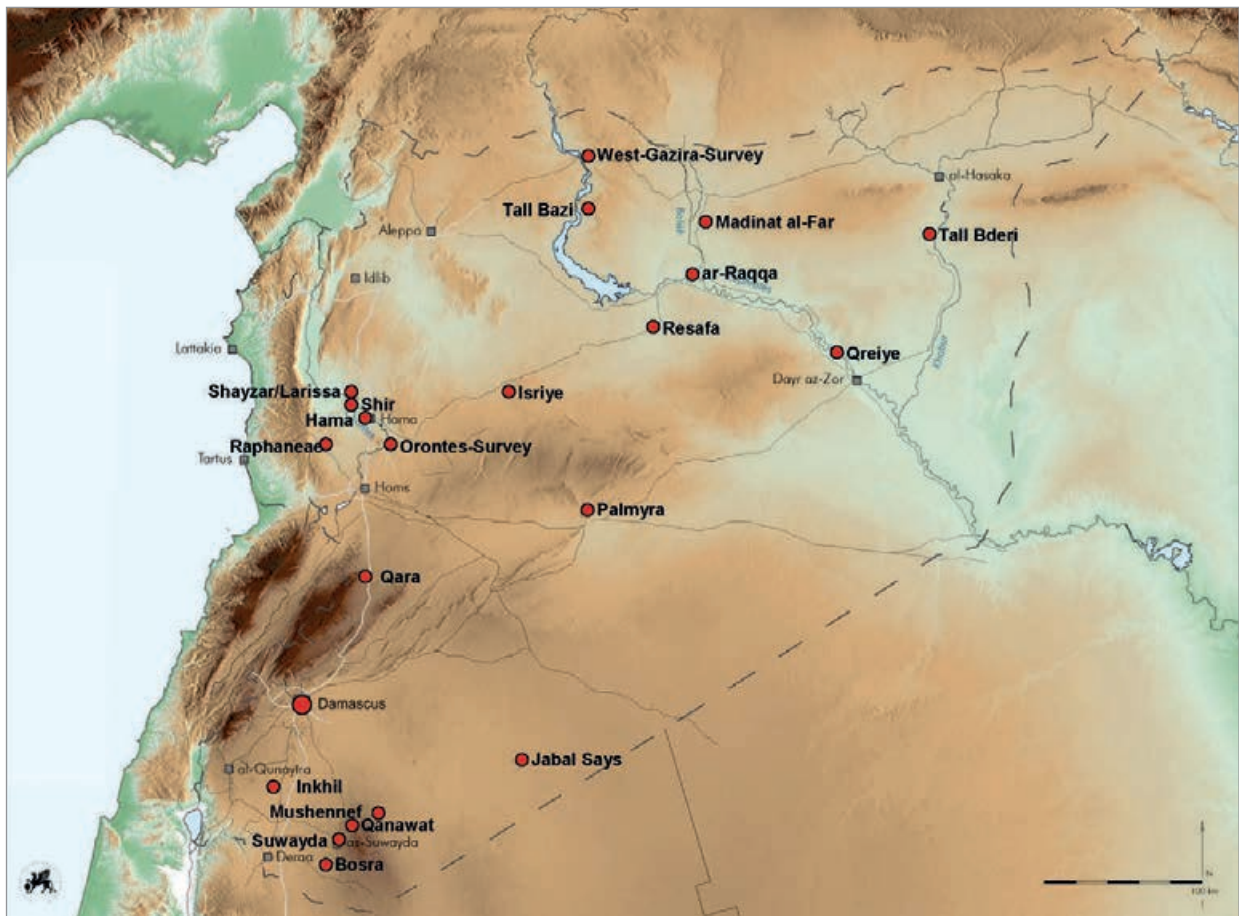 West-Gazira-Survey
al-Hasaka
Tall Bazi
Madinat al-Far
Aleppo
Tall Bderi
Idlib
ar-Raqqa
Resafa
Lattakia
Qreiye
Dayr az-Zor
Khabur
Shayzar/Larissa
Isriye
Shir
Hama
Hama
Raphaneae
Orontes-Survey
Tartus
Homs
Palmyra
Qara
Damascus
Jabal Says
al-Qunaytra
Inkhil
Mushennef
Qanawat
Suwayda
as-Suwayda
Deraa
Bosra
N
100 km